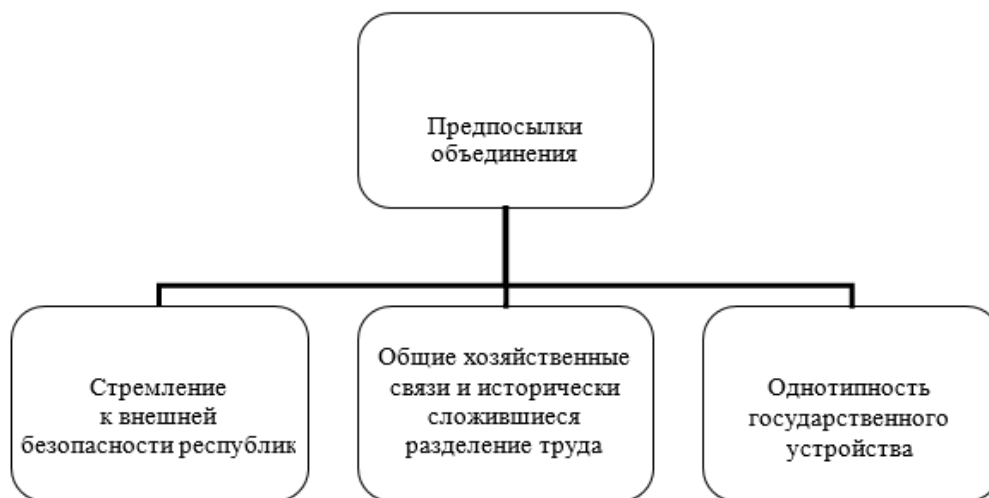 Предпосылки
объединения
Стремление
к внешней
безопасности республик
Общие хозяйственные
связи и исторически
сложившиеся
разделение труда
Однотипность
государственного
устройства